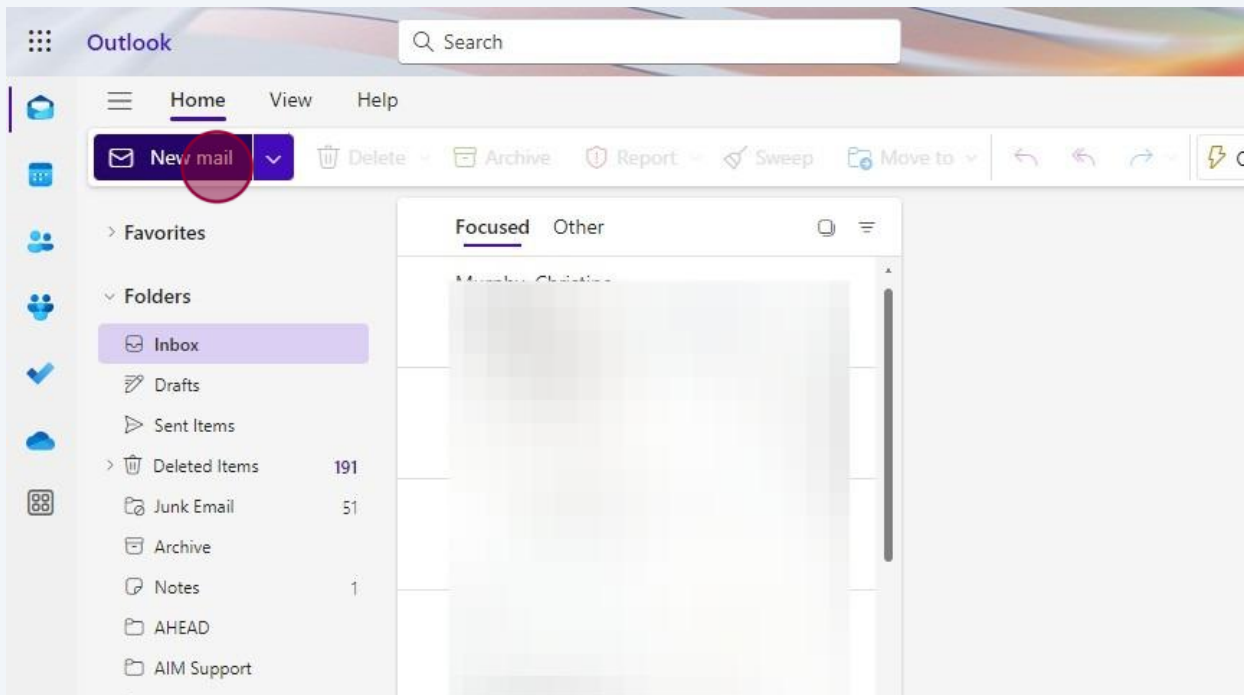 Outlook
Search
Home View Help
New mail Delete Archive Report Sweep Move to
Favorites
Focused Other
Folders
Inbox
Drafts
Sent Items
Deleted Items 191
Junk Email 51
Archive
Notes 1
AHEAD
AIM Support